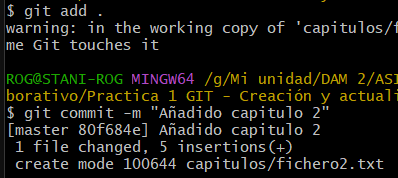 $ git add .
warning: in the working copy of 'capitulos/f
me Git touches it
ROG@STANI-ROG MINGW64 /g/Mi unidad/DAM 2/ASI
borativo/Practica 1 GIT - Creación y actuali
$ git commit -m "Añadido capitulo 2"
[master 80f684e] Añadido capitulo 2
1 file changed, 5 insertions(+)
create mode 100644 capitulos/fichero2.txt